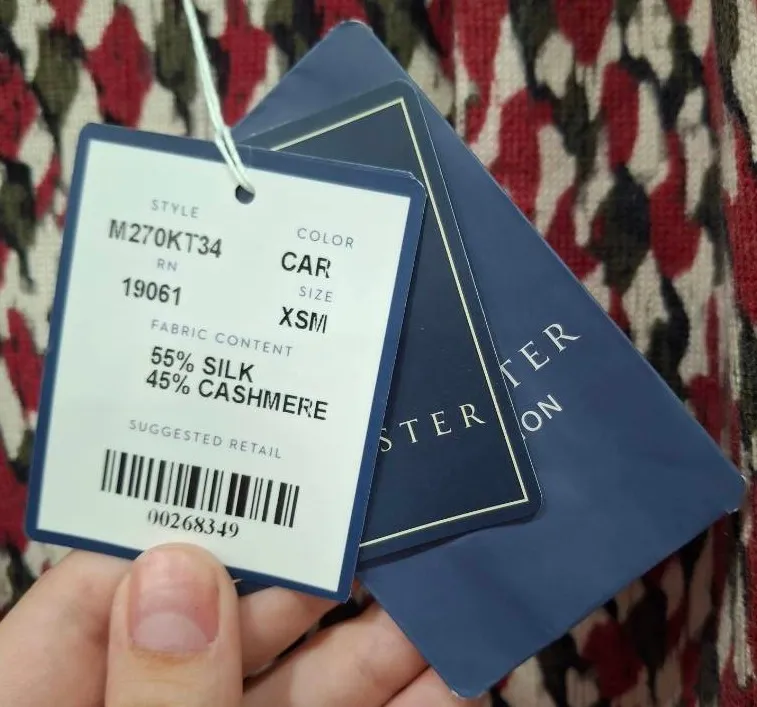 STYLE
M270KT34
RN
19061
COLOR
CAR
SIZE
XSM
FABRIC CONTENT
55% SILK
45% CASHMERE
SUGGESTED RETAIL
00268349
STER
TER
ION